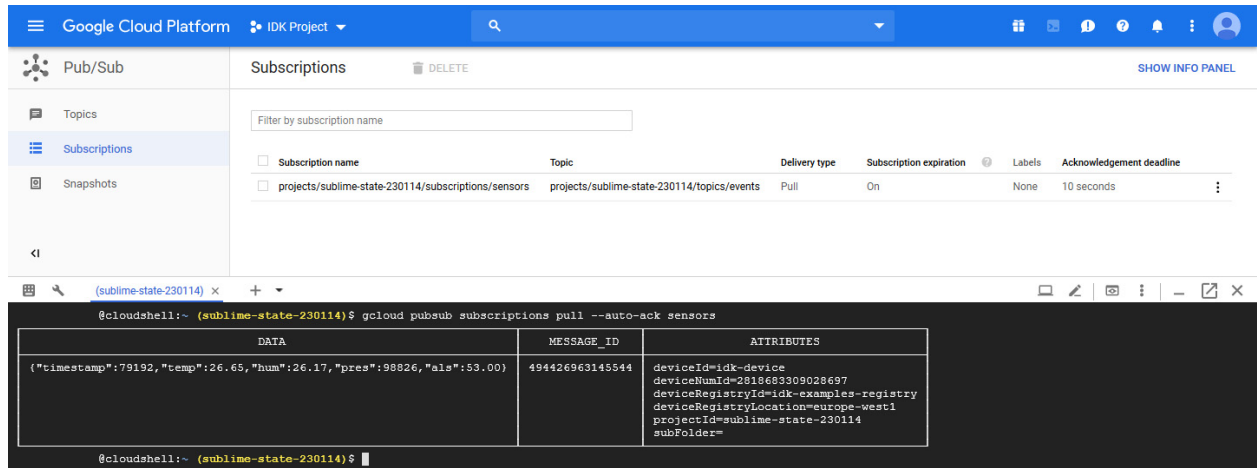 Google Cloud Platform IDK Project
Pub/Sub Subscriptions DELETE SHOW INFO PANEL
Topics
Subscriptions
Snapshots
Filter by subscription name
Subscription name Topic Delivery type Subscription expiration Labels Acknowledgement deadline
projects/sublime-state-230114/subscriptions/sensors projects/sublime-state-230114/topics/events Pull On None 10 seconds
(sublime-state-230114) × +
@cloudshell:~ (sublime-state-230114)$ gcloud pubsub subscriptions pull --auto-ack sensors
DATA MESSAGE_ID ATTRIBUTES
{"timestamp":79192,"temp":26.65,"hum":26.17,"pres":98826,"als":53.00} 494426963145544 deviceId=idk-device
deviceNumId=2818683309028697
deviceRegistryId=idk-examples-registry
deviceRegistryLocation=europe-west1
projectId=sublime-state-230114
subFolder=
@cloudshell:~ (sublime-state-230114)$